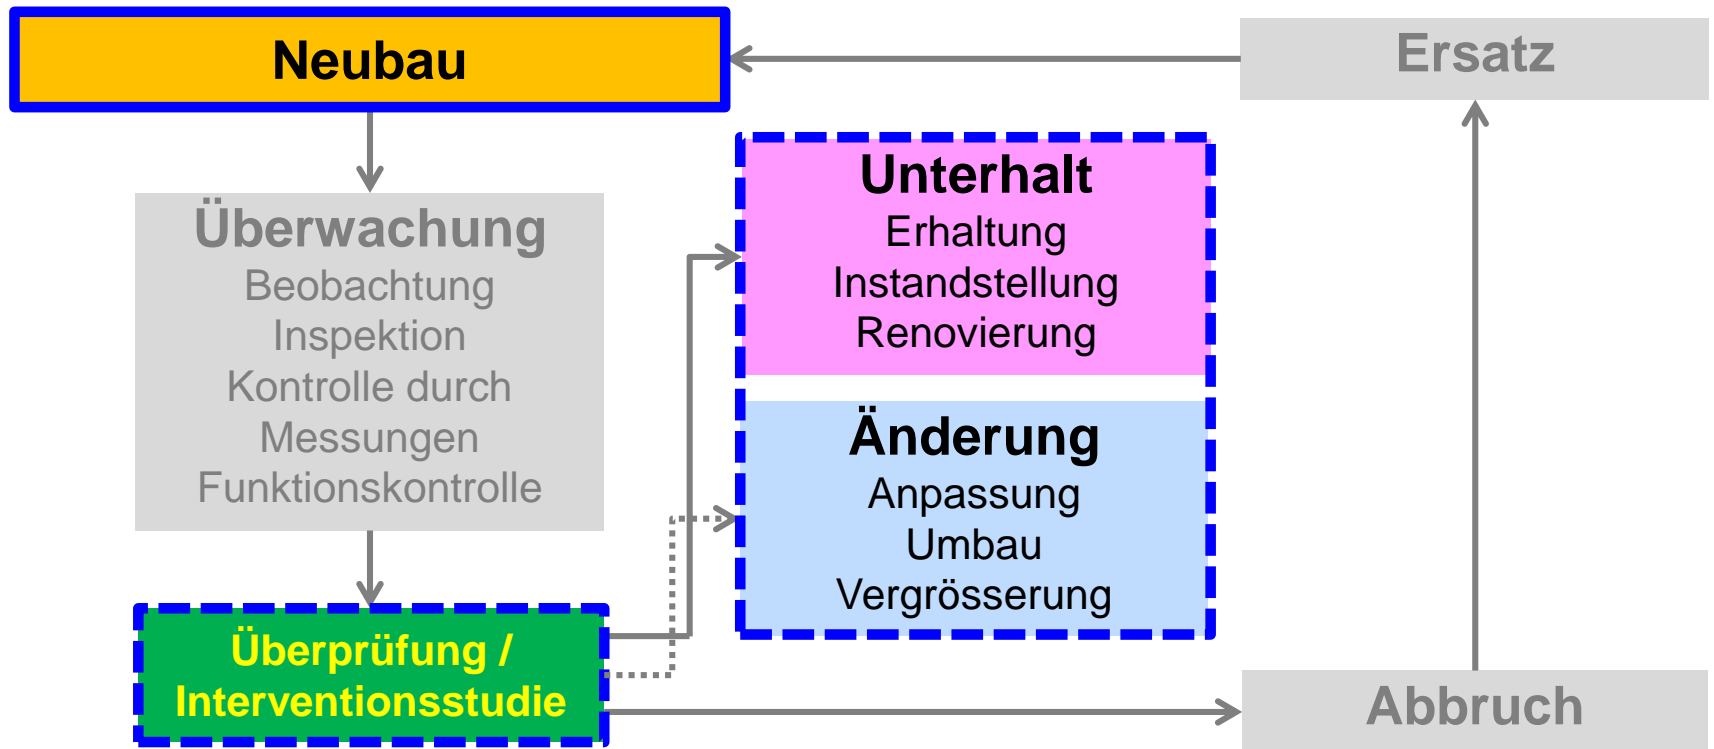 Neubau
Ersatz
Überwachung
Beobachtung
Inspektion
Kontrolle durch
Messungen
Funktionskontrolle
Unterhalt
Erhaltung
Instandstellung
Renovierung
Änderung
Anpassung
Umbau
Vergrösserung
Überprüfung /
Interventionsstudie
Abbruch